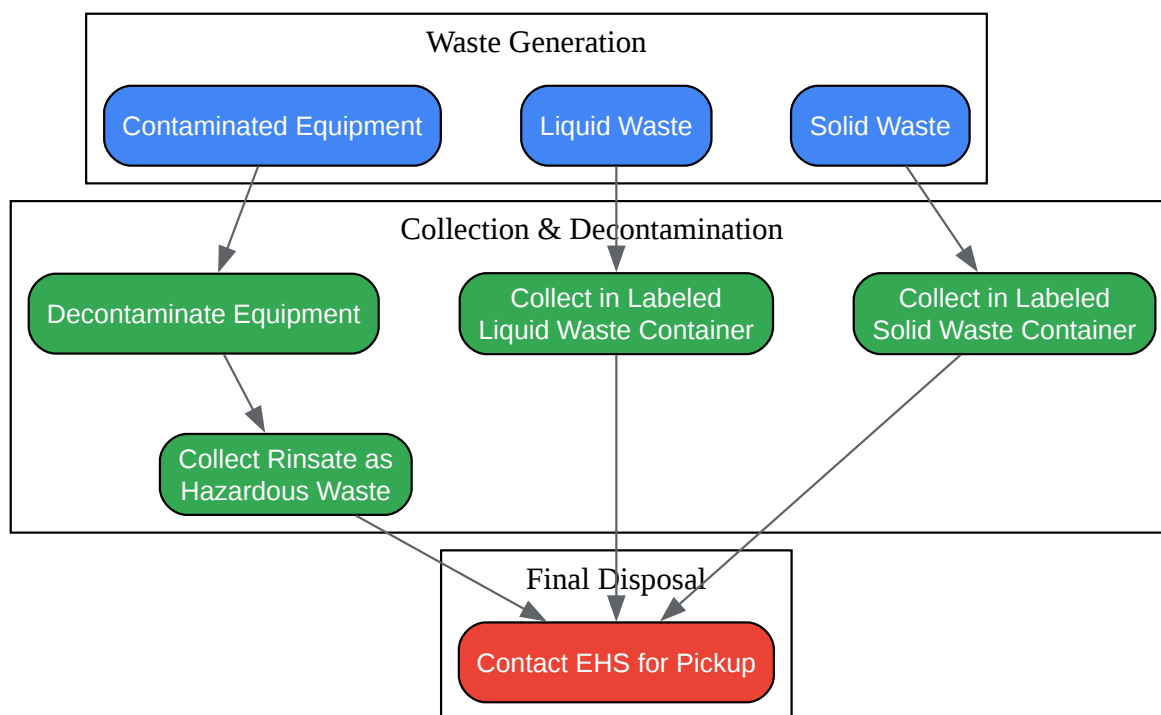 Waste Generation
Contaminated Equipment
Liquid Waste
Solid Waste
Collection & Decontamination
Decontaminate Equipment
Collect in Labeled
Liquid Waste Container
Collect in Labeled
Solid Waste Container
Collect Rinsate as
Hazardous Waste
Final Disposal
Contact EHS for Pickup